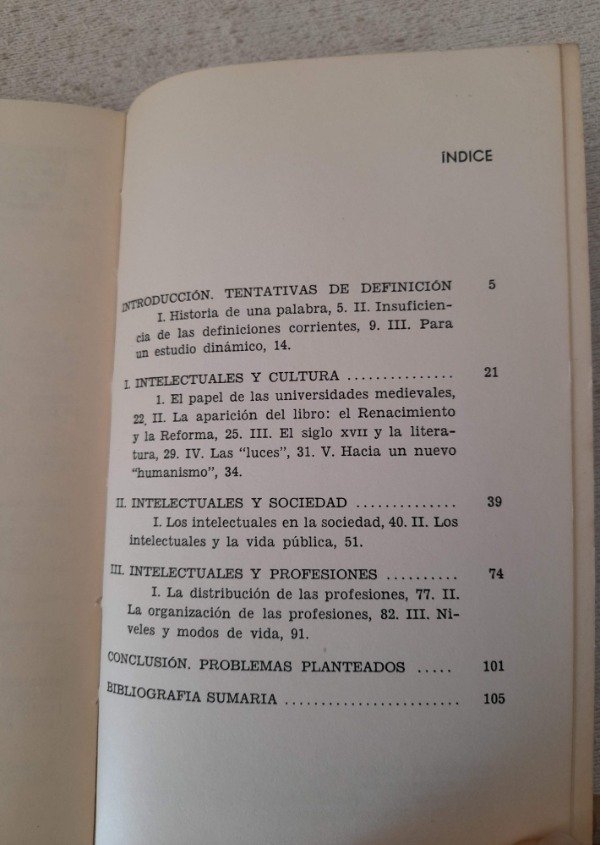 ÍNDICE
INTRODUCCIÓN. TENTATIVAS DE DEFINICIÓN 5
I. Historia de una palabra, 5. II. Insuficien-
cia de las definiciones corrientes, 9. III. Para
un estudio dinámico, 14.
I. INTELECTUALES Y CULTURA ............... 21
1. El papel de las universidades medievales,
22. II. La aparición del libro: el Renacimiento
y la Reforma, 25. III. El siglo XVII y la litera-
tura, 29. IV. Las "luces", 31. V. Hacia un nuevo
"humanismo", 34.
II. INTELECTUALES Y SOCIEDAD .............. 39
I. Los intelectuales en la sociedad, 40. II. Los
intelectuales y la vida pública, 51.
III. INTELECTUALES Y PROFESIONES .......... 74
I. La distribución de las profesiones, 77. II.
La organización de las profesiones, 82. III. Ni-
veles y modos de vida, 91.
CONCLUSIÓN. PROBLEMAS PLANTEADOS ..... 101
BIBLIOGRAFIA SUMARIA ........................ 105